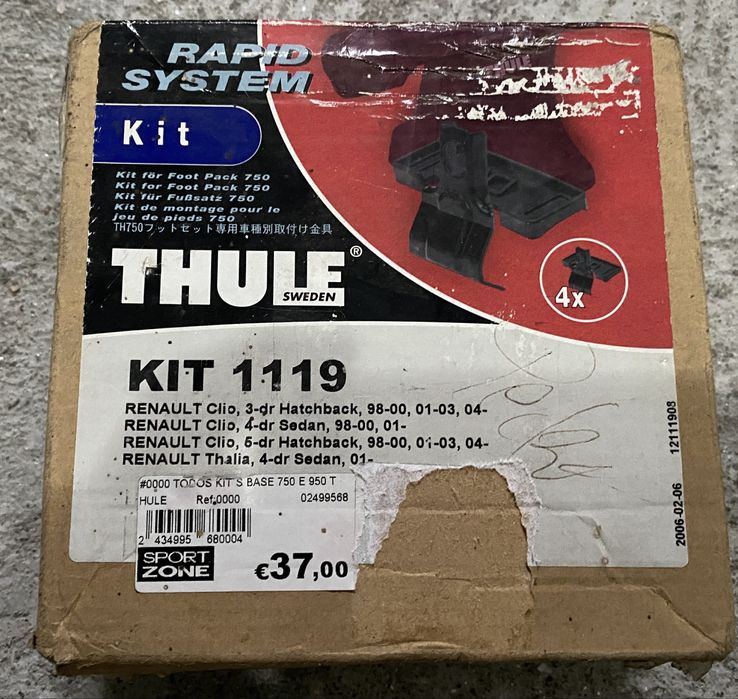 RAPID
SYSTEM
THULE
Kit
Kit för Foot Pack 750
Kit for Foot Pack 750
Kit für Fußsatz 750
Kit de montage pour le
jeu de pieds 750
TH750フットセット専用車種別取付け金具
THULE®
SWEDEN
4x
KIT 1119
RENAULT Clio, 3-dr Hatchback, 98-00, 01-03, 04-
RENAULT Clio, 4-dr Sedan, 98-00, 01-
RENAULT Clio, 5-dr Hatchback, 98-00, 01-03, 04-
RENAULT Thalia, 4-dr Sedan, 01-
#0000 TODOS KIT S BASE 750 E 950 T
HULE Ref.0000 02499568
2 434995 680004
SPORT
ZONE
€37,00
2006-02-06 12111908